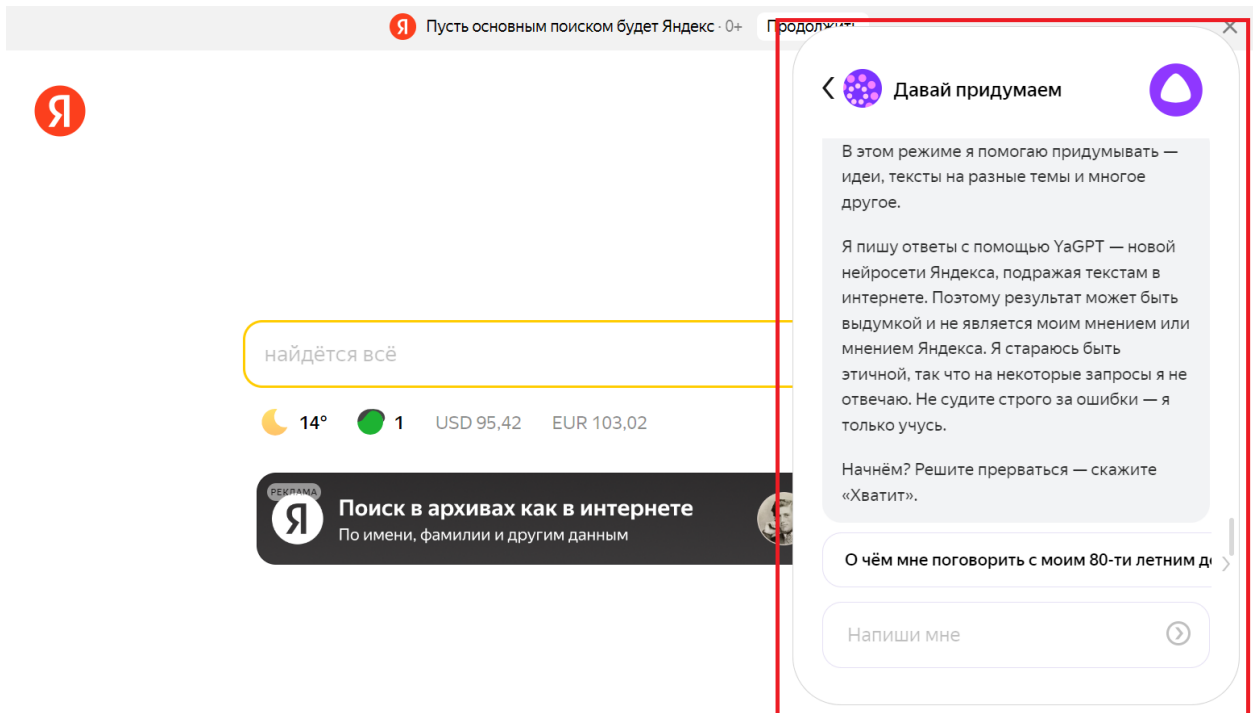 Я Пусть основным поиском будет Яндекс · 0+ Продолжить
Я
найдётся всё
14° 1 USD 95,42 EUR 103,02
РЕКЛАМА
Я
Поиск в архивах как в интернете
По имени, фамилии и другим данным
Давай придумаем
В этом режиме я помогаю придумывать —
идеи, тексты на разные темы и многое
другое.
Я пишу ответы с помощью YaGPT — новой
нейросети Яндекса, подражая текстам в
интернете. Поэтому результат может быть
выдумкой и не является моим мнением или
мнением Яндекса. Я стараюсь быть
этичной, так что на некоторые запросы я не
отвечаю. Не судите строго за ошибки — я
только учусь.
Начнём? Решите прерваться — скажите
«Хватит».
О чём мне поговорить с моим 80-ти летним
Напиши мне